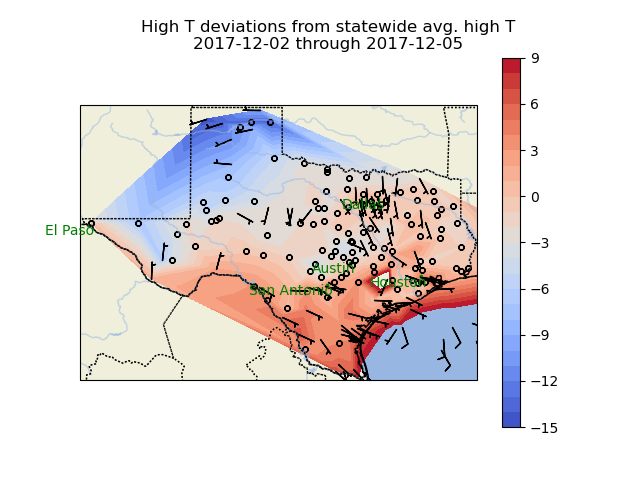 High T deviations from statewide avg. high T
2017-12-02 through 2017-12-05
9
6
3
0
−3
−6
−9
−12
−15
Dallas
El Paso
Austin
Houston
San Antonio